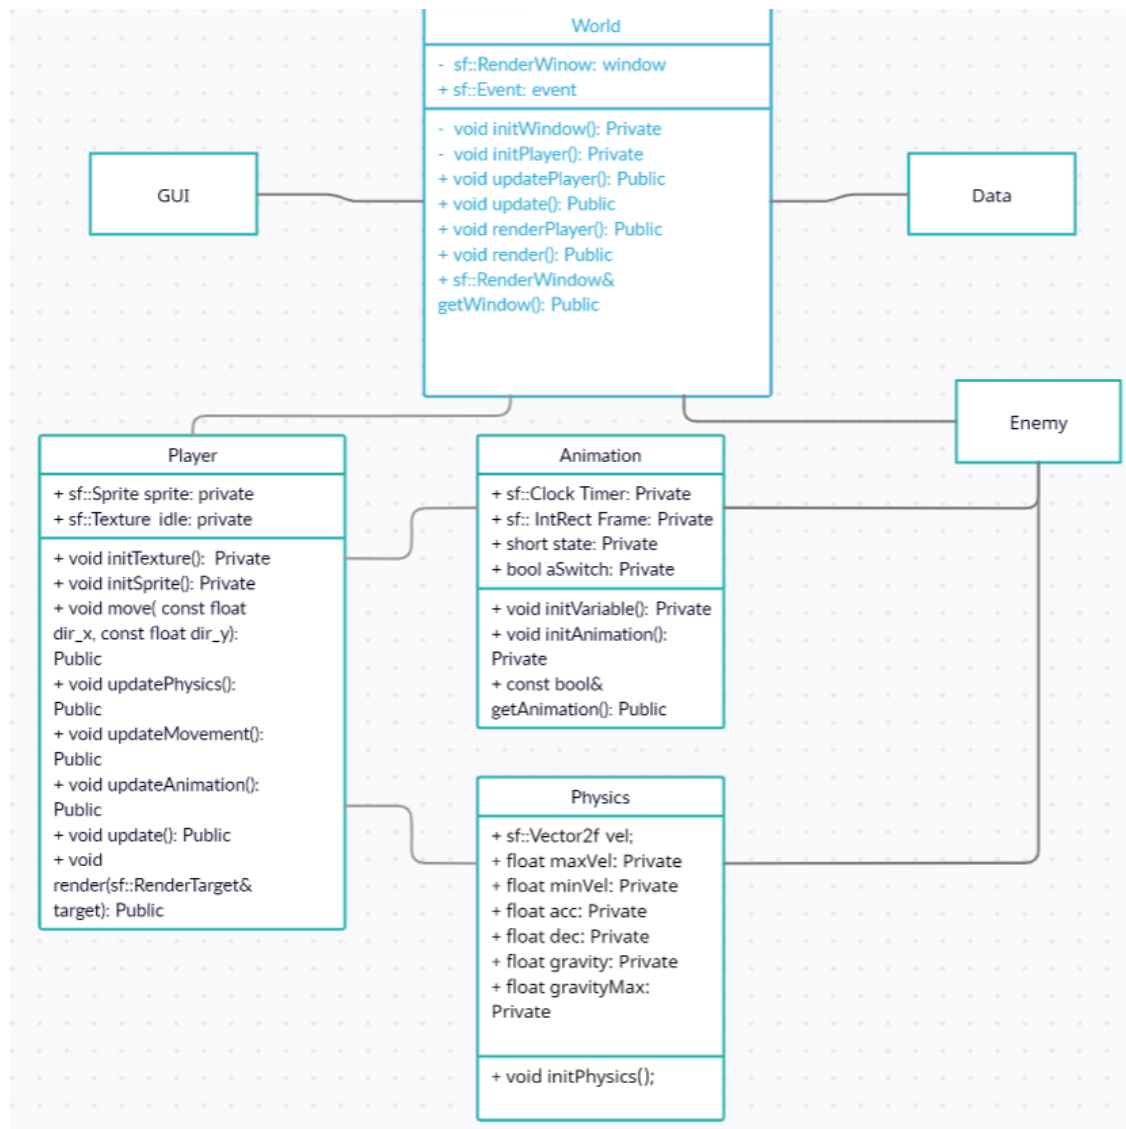 World
- sf::RenderWinow: window
+ sf::Event: event
- void initWindow(): Private
- void initPlayer(): Private
+ void updatePlayer(): Public
+ void update(): Public
+ void renderPlayer(): Public
+ void render(): Public
+ sf::RenderWindow&
getWindow(): Public
GUI
Data
Enemy
Player
+ sf::Sprite sprite: private
+ sf::Texture idle: private
+ void initTexture(): Private
+ void initSprite(): Private
+ void move( const float
dir_x, const float dir_y):
Public
+ void updatePhysics():
Public
+ void updateMovement():
Public
+ void updateAnimation():
Public
+ void update(): Public
+ void
render(sf::RenderTarget&
target): Public
Animation
+ sf::Clock Timer: Private
+ sf:: IntRect Frame: Private
+ short state: Private
+ bool aSwitch: Private
+ void initVariable(): Private
+ void initAnimation():
Private
+ const bool&
getAnimation(): Public
Physics
+ sf::Vector2f vel;
+ float maxVel: Private
+ float minVel: Private
+ float acc: Private
+ float dec: Private
+ float gravity: Private
+ float gravityMax:
Private
+ void initPhysics();